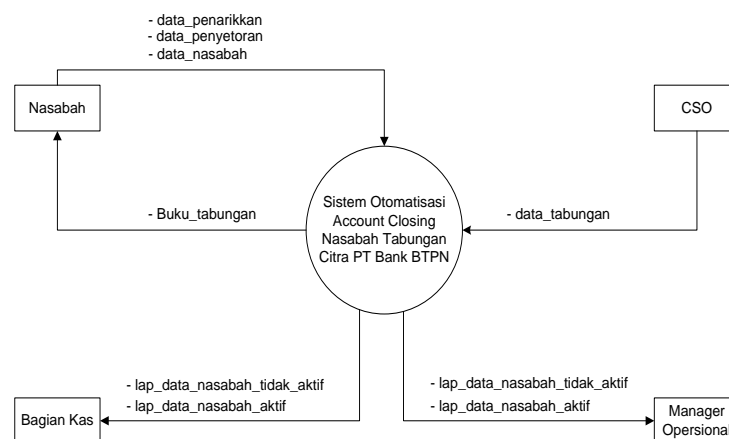 - data_penarikkan
- data_penyetoran
- data_nasabah
Nasabah
CSO
Sistem Otomatisasi
Account Closing
Nasabah Tabungan
Citra PT Bank BTPN
- Buku_tabungan
- data_tabungan
- lap_data_nasabah_tidak_aktif
- lap_data_nasabah_aktif
- lap_data_nasabah_tidak_aktif
- lap_data_nasabah_aktif
Bagian Kas
Manager
Opersional